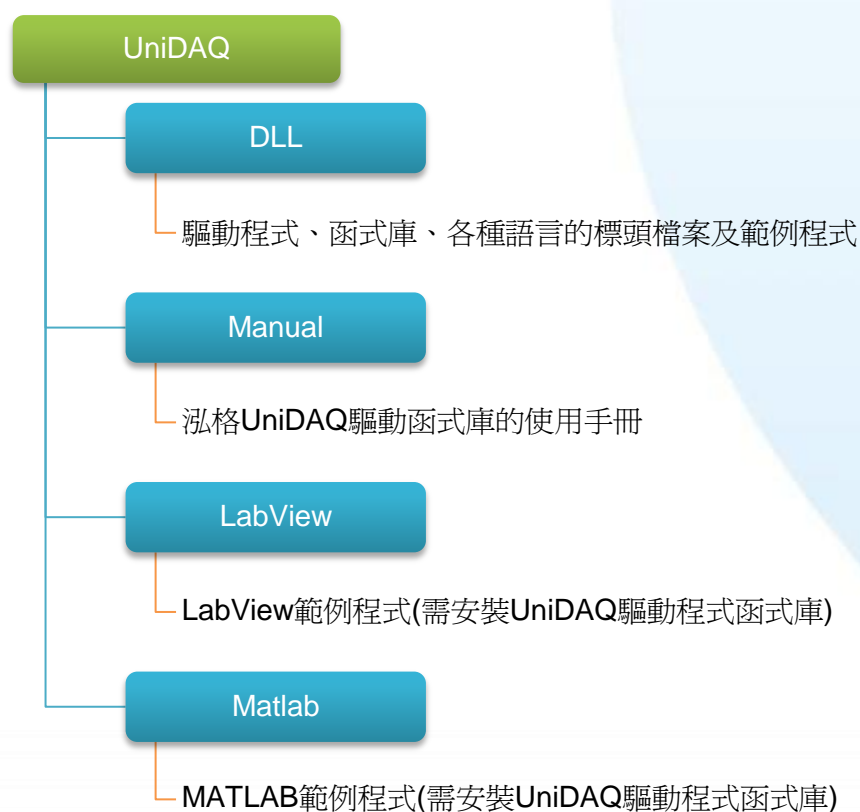 UniDAQ
DLL
驅動程式、函式庫、各種語言的標頭檔案及範例程式
Manual
泓格UniDAQ驅動函式庫的使用手冊
LabView
LabView範例程式(需安裝UniDAQ驅動程式函式庫)
Matlab
MATLAB範例程式(需安裝UniDAQ驅動程式函式庫)